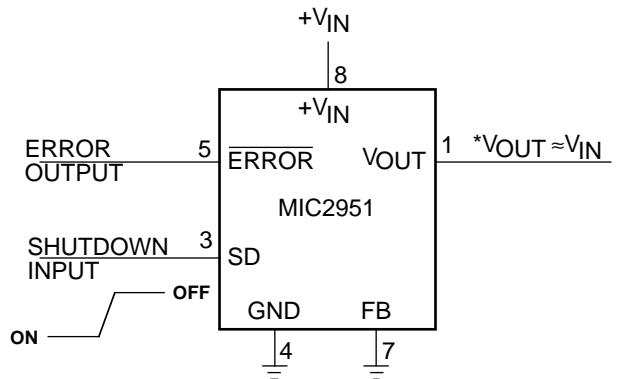 +VIN
8
+VIN
ERROR
OUTPUT
5
ERROR
VOUT
1
*VOUT ≈VIN
MIC2951
SHUTDOWN
INPUT
3
SD
OFF
ON
GND
FB
4
7